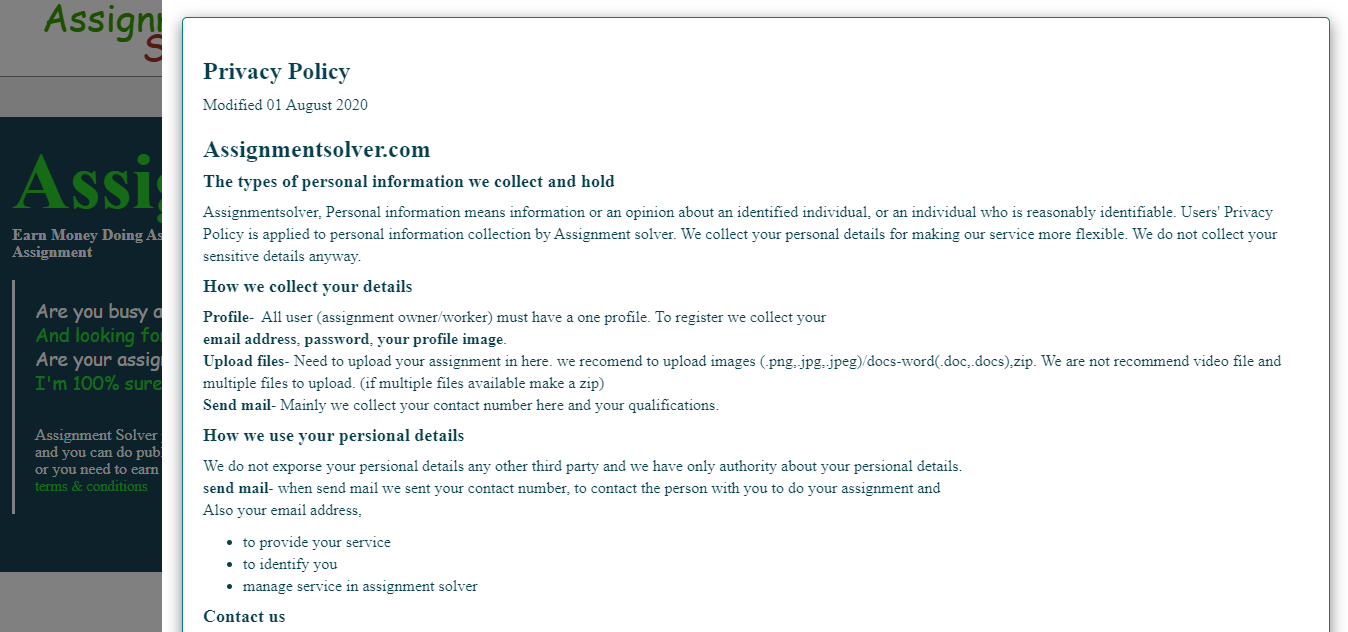 Assign
S
Privacy Policy
Modified 01 August 2020
Assignmentsolver.com
The types of personal information we collect and hold
Assignmentsolver, Personal information means information or an opinion about an identified individual, or an individual who is reasonably identifiable. Users' Privacy
Policy is applied to personal information collection by Assignment solver. We collect your personal details for making our service more flexible. We do not collect your
sensitive details anyway.
How we collect your details
Profile- All user (assignment owner/worker) must have a one profile. To register we collect your
email address, password, your profile image.
Upload files- Need to upload your assignment in here. we recomend to upload images (.png,.jpg,.jpeg)/docs-word(.doc,.docs),zip. We are not recommend video file and
multiple files to upload. (if multiple files available make a zip)
Send mail- Mainly we collect your contact number here and your qualifications.
How we use your persional details
We do not exporse your persional details any other third party and we have only authority about your persional details.
send mail- when send mail we sent your contact number, to contact the person with you to do your assignment and
Also your email address,
• to provide your service
• to identify you
• manage service in assignment solver
Contact us
Assi
Earn Money Doing As
Assignment
Are you busy
And looking fo
Are your assig
I'm 100% sure
Assignment Solver
and you can do pub
or you need to earn
terms & conditions